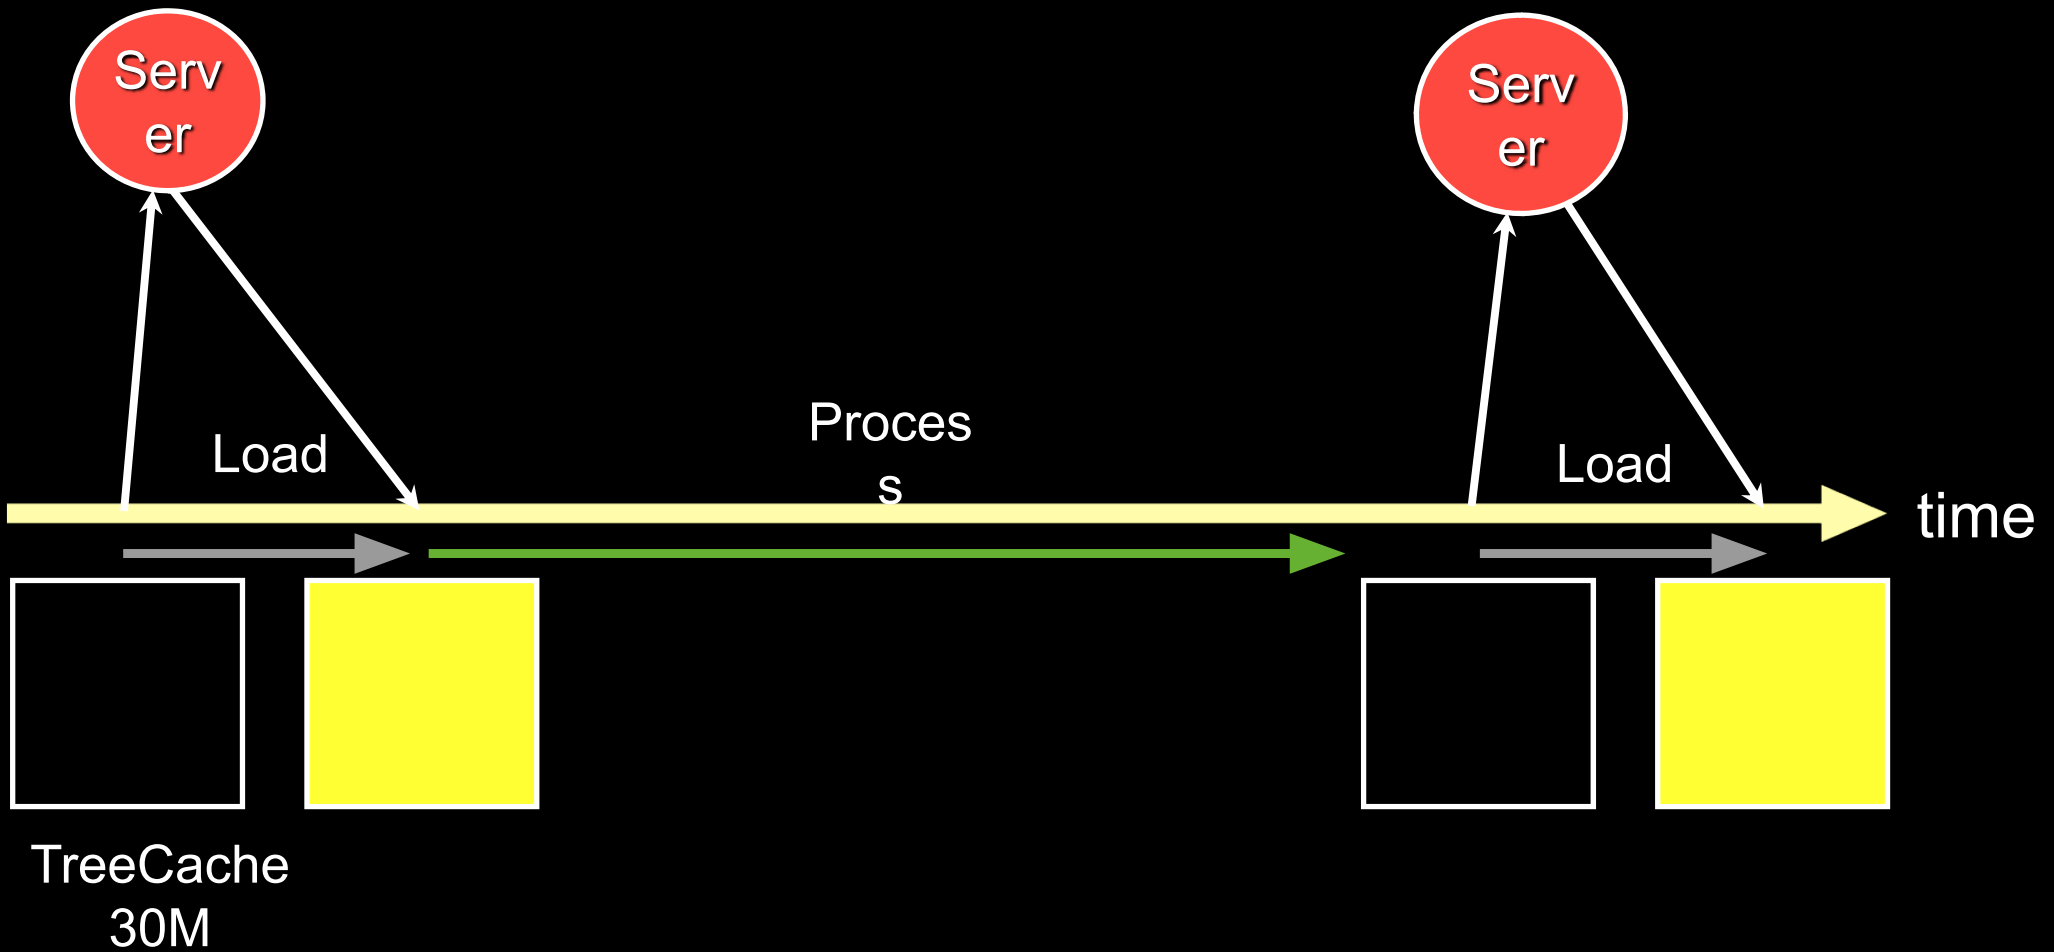 Serv
er
Serv
er
Proces
s
Load
Load
time
TreeCache
30M